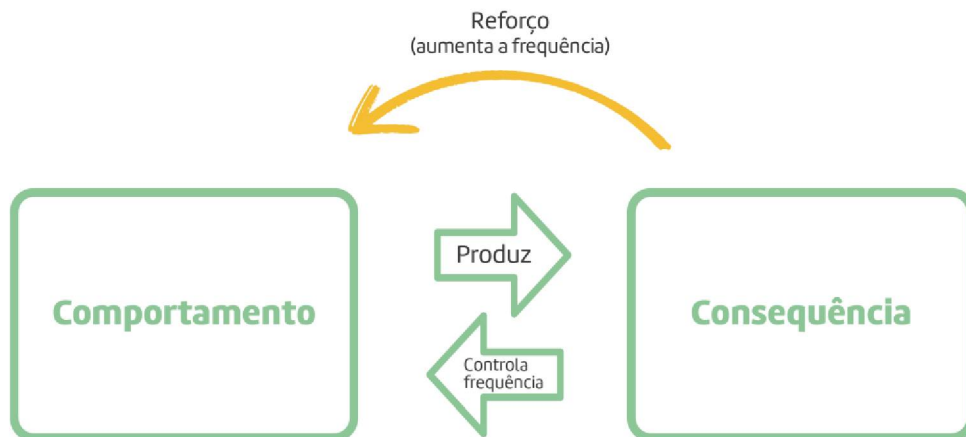 Reforço
(aumenta a frequência)
Produz
Comportamento
Consequência
Controla
frequência